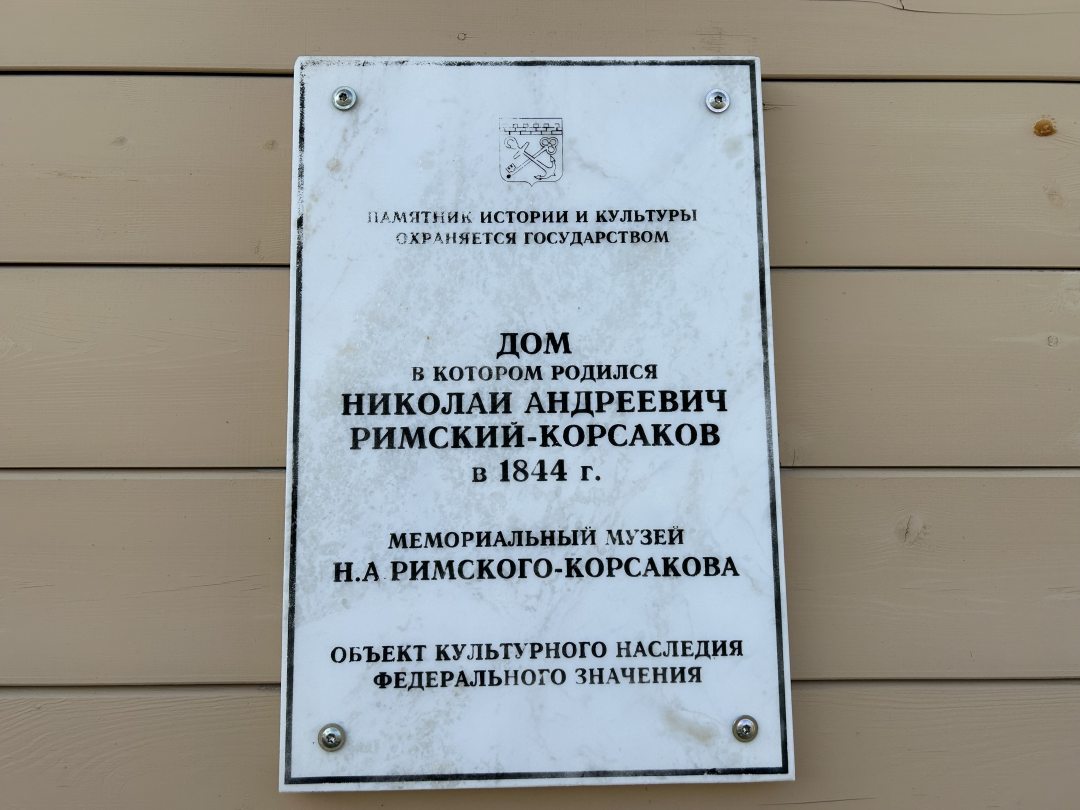 ПАМЯТНИК ИСТОРИИ И КУЛЬТУРЫ
ОХРАНЯЕТСЯ ГОСУДАРСТВОМ
ДОМ
В КОТОРОМ РОДИЛСЯ
НИКОЛАИ АНДРЕЕВИЧ
РИМСКИЙ-КОРСАКОВ
в 1844 г.
МЕМОРИАЛЬНЫЙ МУЗЕЙ
Н.А РИМСКОГО-КОРСАКОВА
ОБЪЕКТ КУЛЬТУРНОГО НАСЛЕДИЯ
ФЕДЕРАЛЬНОГО ЗНАЧЕНИЯ